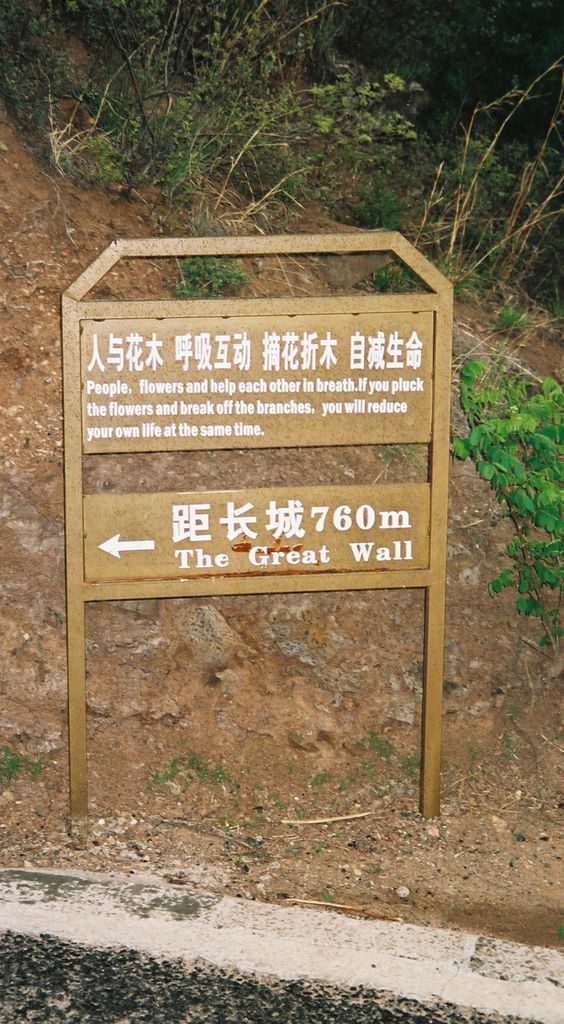 人与花木 呼吸互动 摘花折木 自减生命
People, flowers and help each other in breath.If you pluck
the flowers and break off the branches, you will reduce
your own life at the same time.
距长城760m
The Great Wall